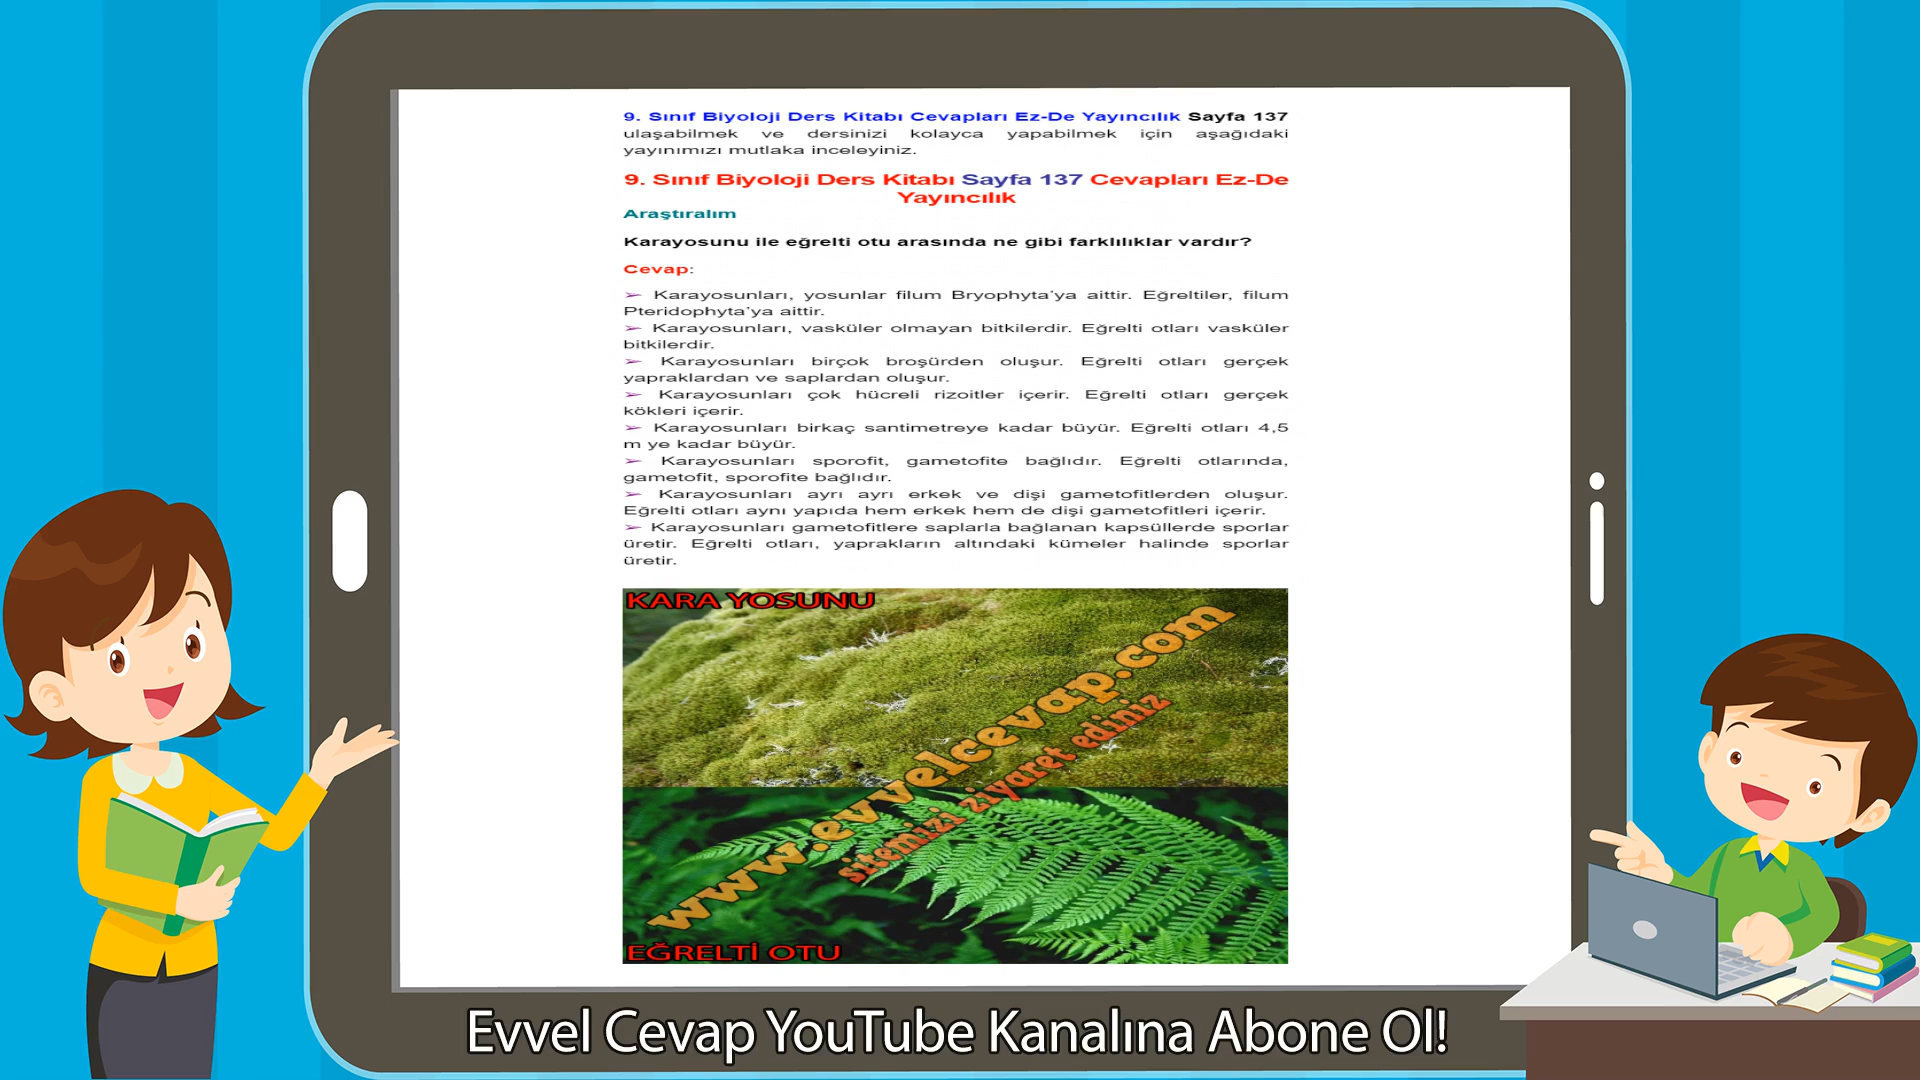 9. Sınıf Biyoloji Ders Kitabı Cevapları Ez-De Yayıncılık Sayfa 137
ulaşabilmek ve dersinizi kolayca yapabilmek için aşağıdaki
yayınımızı mutlaka inceleyiniz.
9. Sınıf Biyoloji Ders Kitabı Sayfa 137 Cevapları Ez-De
Yayıncılık
Araştıralım
Karayosunu ile eğrelti otu arasında ne gibi farklılıklar vardır?
Cevap:
➢ Karayosunları, yosunlar filum Bryophyta'ya aittir. Eğreltiler, filum
Pteridophyta'ya aittir.
➢ Karayosunları, vasküler olmayan bitkilerdir. Eğrelti otları vasküler
bitkilerdir.
➢ Karayosunları birçok broşürden oluşur. Eğrelti otları gerçek
yapraklardan ve saplardan oluşur.
➢ Karayosunları çok hücreli rizoitler içerir. Eğrelti otları gerçek
kökleri içerir.
➢ Karayosunları birkaç santimetreye kadar büyür. Eğrelti otları 4,5
m ye kadar büyür.
➢ Karayosunları sporofit, gametofite bağlıdır. Eğrelti otlarında,
gametofit, sporofite bağlıdır.
➢ Karayosunları ayrı ayrı erkek ve dişi gametofitlerden oluşur.
Eğrelti otları aynı yapıda hem erkek hem de dişi gametofitleri içerir.
➢ Karayosunları gametofitlere saplarla bağlanan kapsüllerde sporlar
üretir. Eğrelti otları, yaprakların altındaki kümeler halinde sporlar
üretir.
KARA YOSUNU
www.evvelcevap.com
sitemizi ziyaret ediniz
EĞRELTİ OTU
Evvel Cevap YouTube Kanalına Abone Ol!